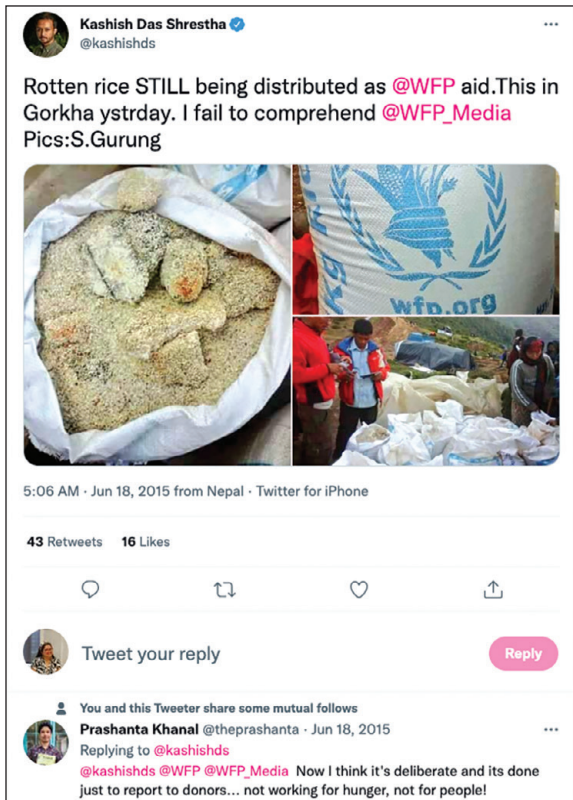 Kashish Das Shrestha
@kashishds
Rotten rice STILL being distributed as @WFP aid.This in
Gorkha ystrday. I fail to comprehend @WFP_Media
Pics:S.Gurung
kg
wfp.org
5:06 AM · Jun 18, 2015 from Nepal · Twitter for iPhone
43 Retweets 16 Likes
Tweet your reply
Reply
You and this Tweeter share some mutual follows
Prashanta Khanal @theprashanta · Jun 18, 2015
Replying to @kashishds
@kashishds @WFP @WFP_Media Now I think it's deliberate and its done
just to report to donors... not working for hunger, not for people!